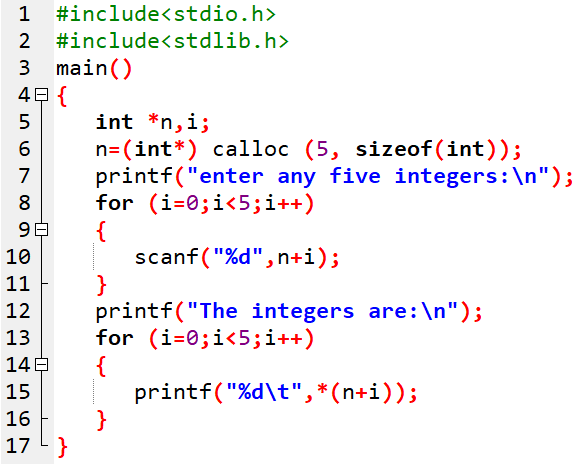 1 #include<stdio.h>
2 #include<stdlib.h>
3 main()
4 {
5 int *n,i;
6 n=(int*) calloc (5, sizeof(int));
7 printf("enter any five integers:\n");
8 for (i=0;i<5;i++)
9 {
10 scanf("%d",n+i);
11 }
12 printf("The integers are:\n");
13 for (i=0;i<5;i++)
14 {
15 printf("%d\t",*(n+i));
16 }
17 }